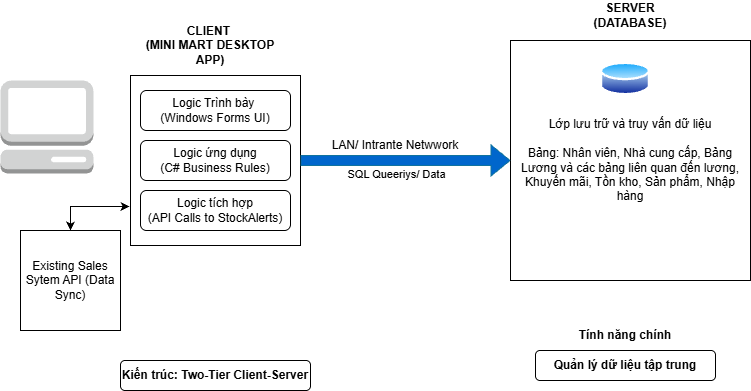 CLIENT
(MINI MART DESKTOP
APP)
Logic Trình bày
(Windows Forms UI)
Logic ứng dụng
(C# Business Rules)
Logic tích hợp
(API Calls to StockAlerts)
Existing Sales
Sytem API (Data
Sync)
LAN/ Intrante Netwwork
SQL Queeriys/ Data
SERVER
(DATABASE)
Lớp lưu trữ và truy vấn dữ liệu
Bảng: Nhân viên, Nhà cung cấp, Bảng
Lương và các bảng liên quan đến lương,
Khuyến mãi, Tồn kho, Sản phẩm, Nhập
hàng
Kiến trúc: Two-Tier Client-Server
Tính năng chính
Quản lý dữ liệu tập trung